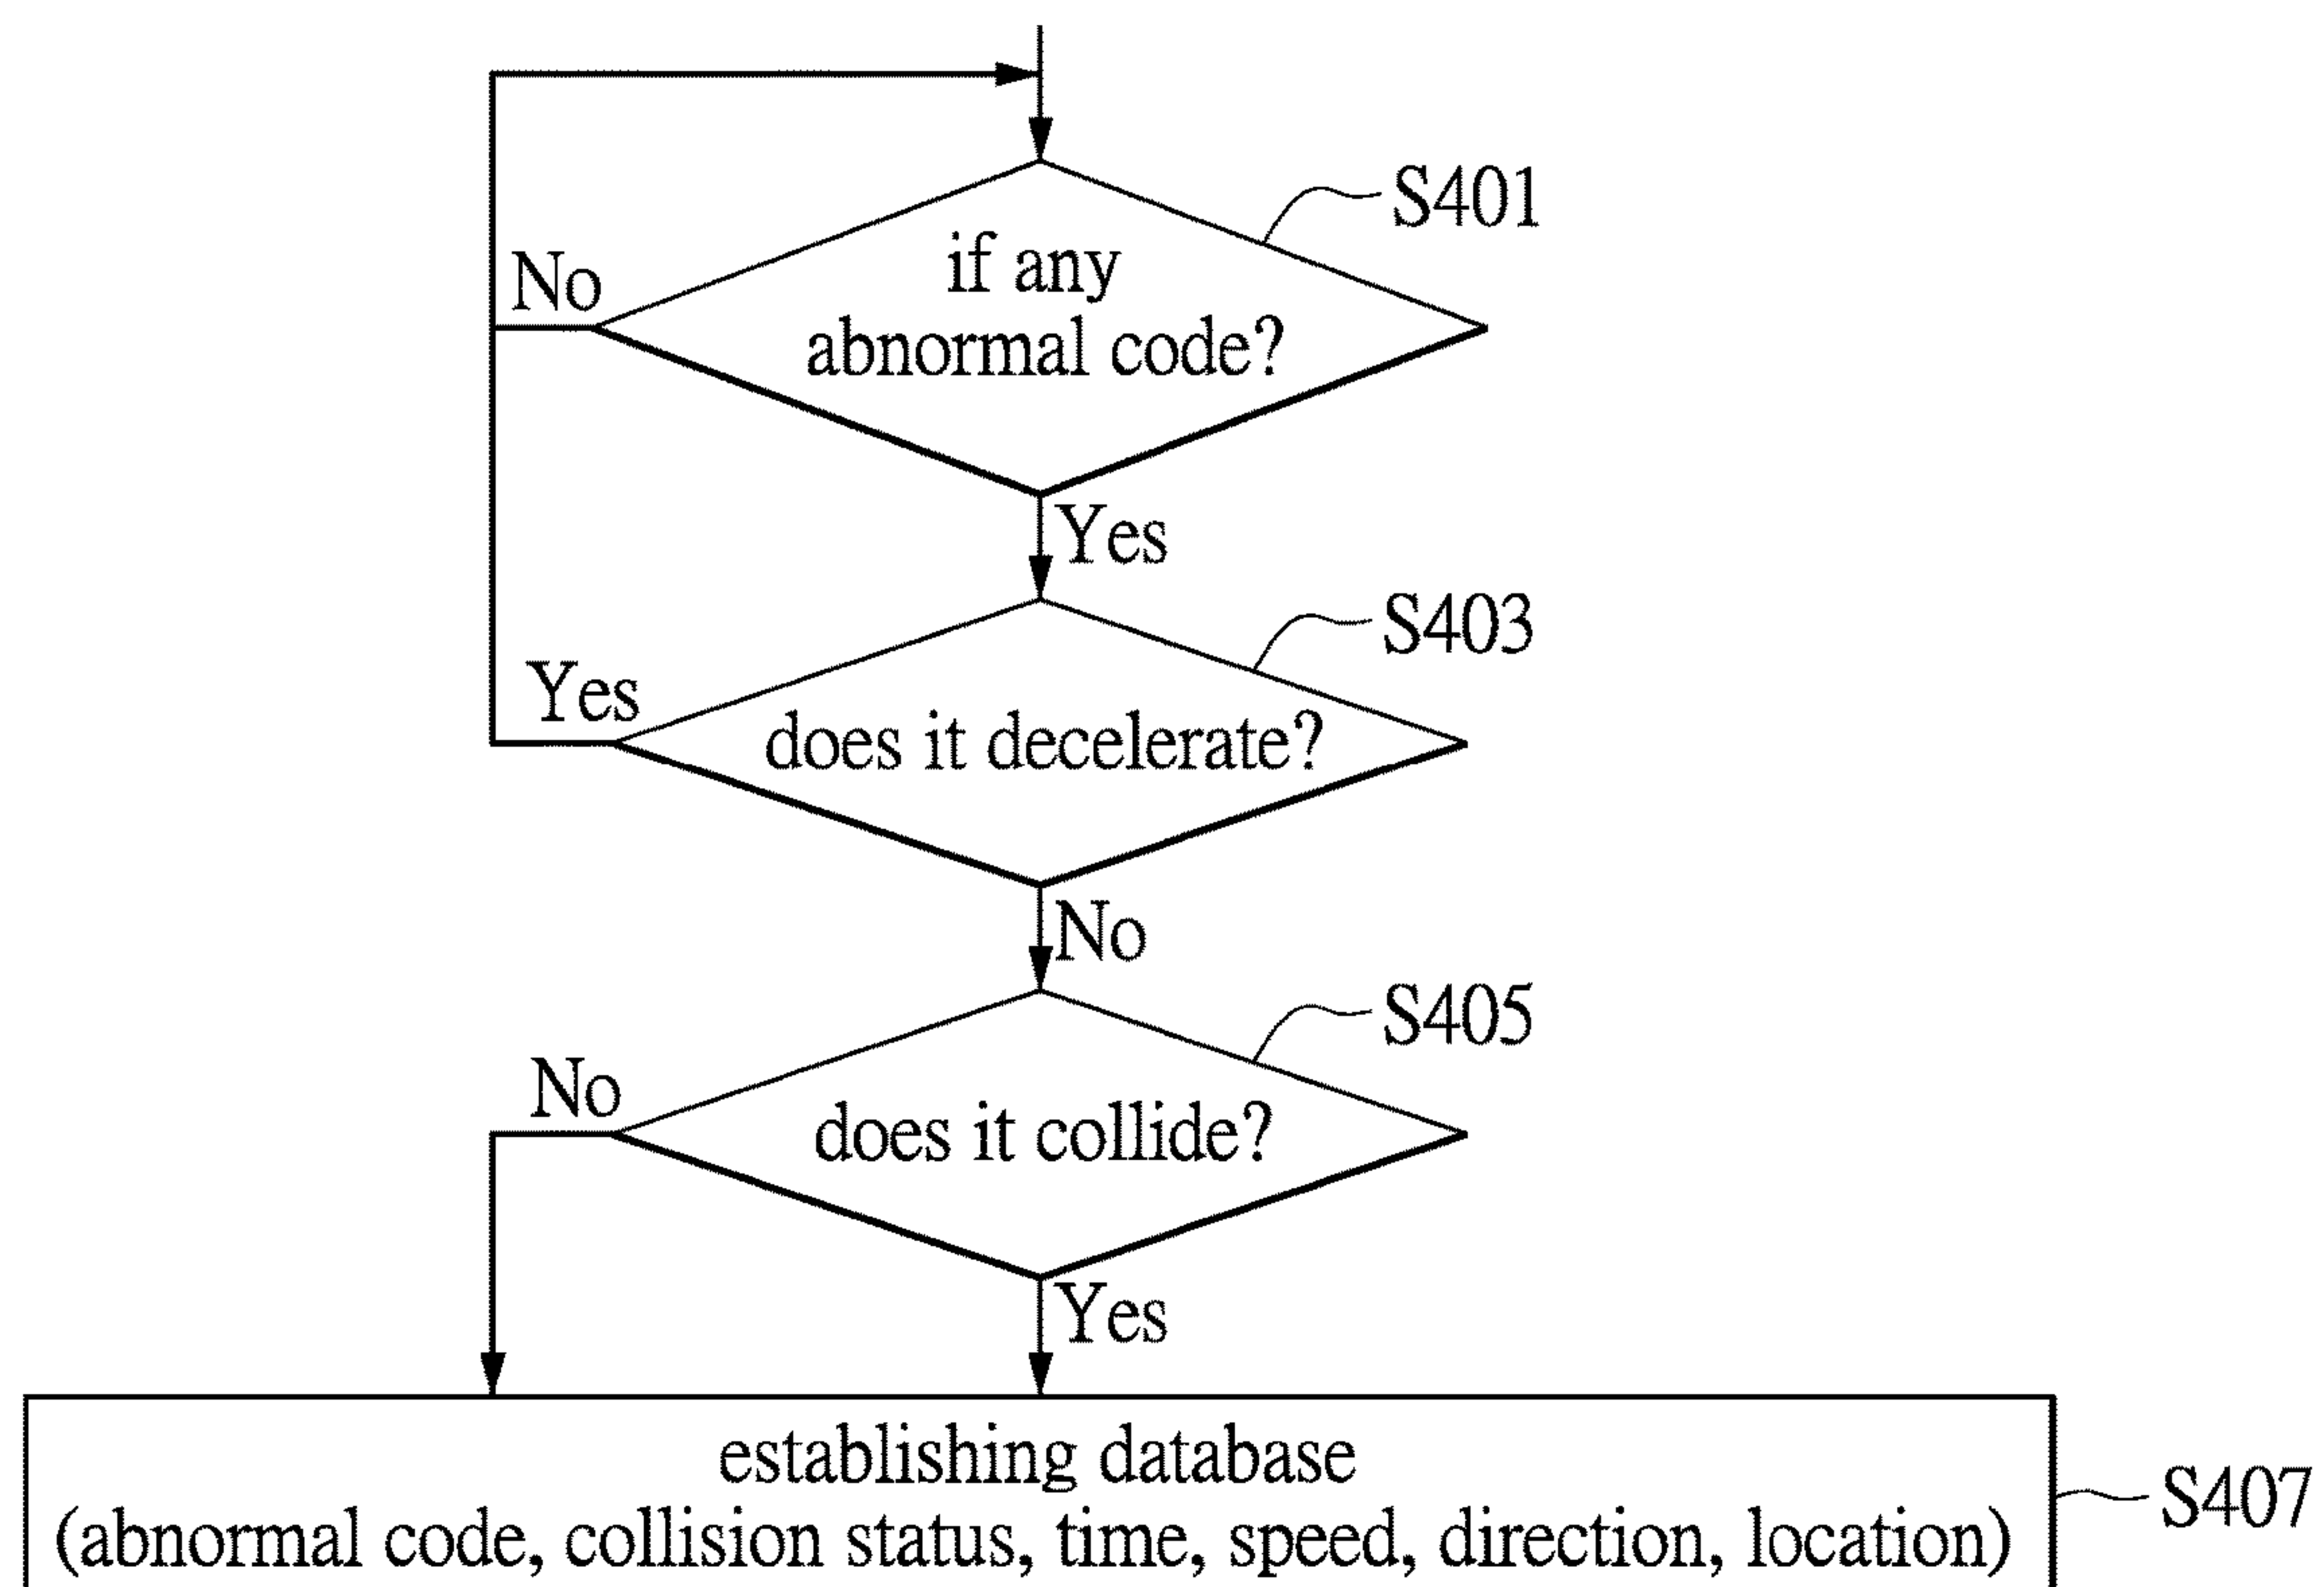 S401
if any
abnormal code?
No
Yes
S403
Yes
does it decelerate?
No
S405
No
does it collide?
Yes
establishing database
(abnormal code, collision status, time, speed, direction, location)
S407